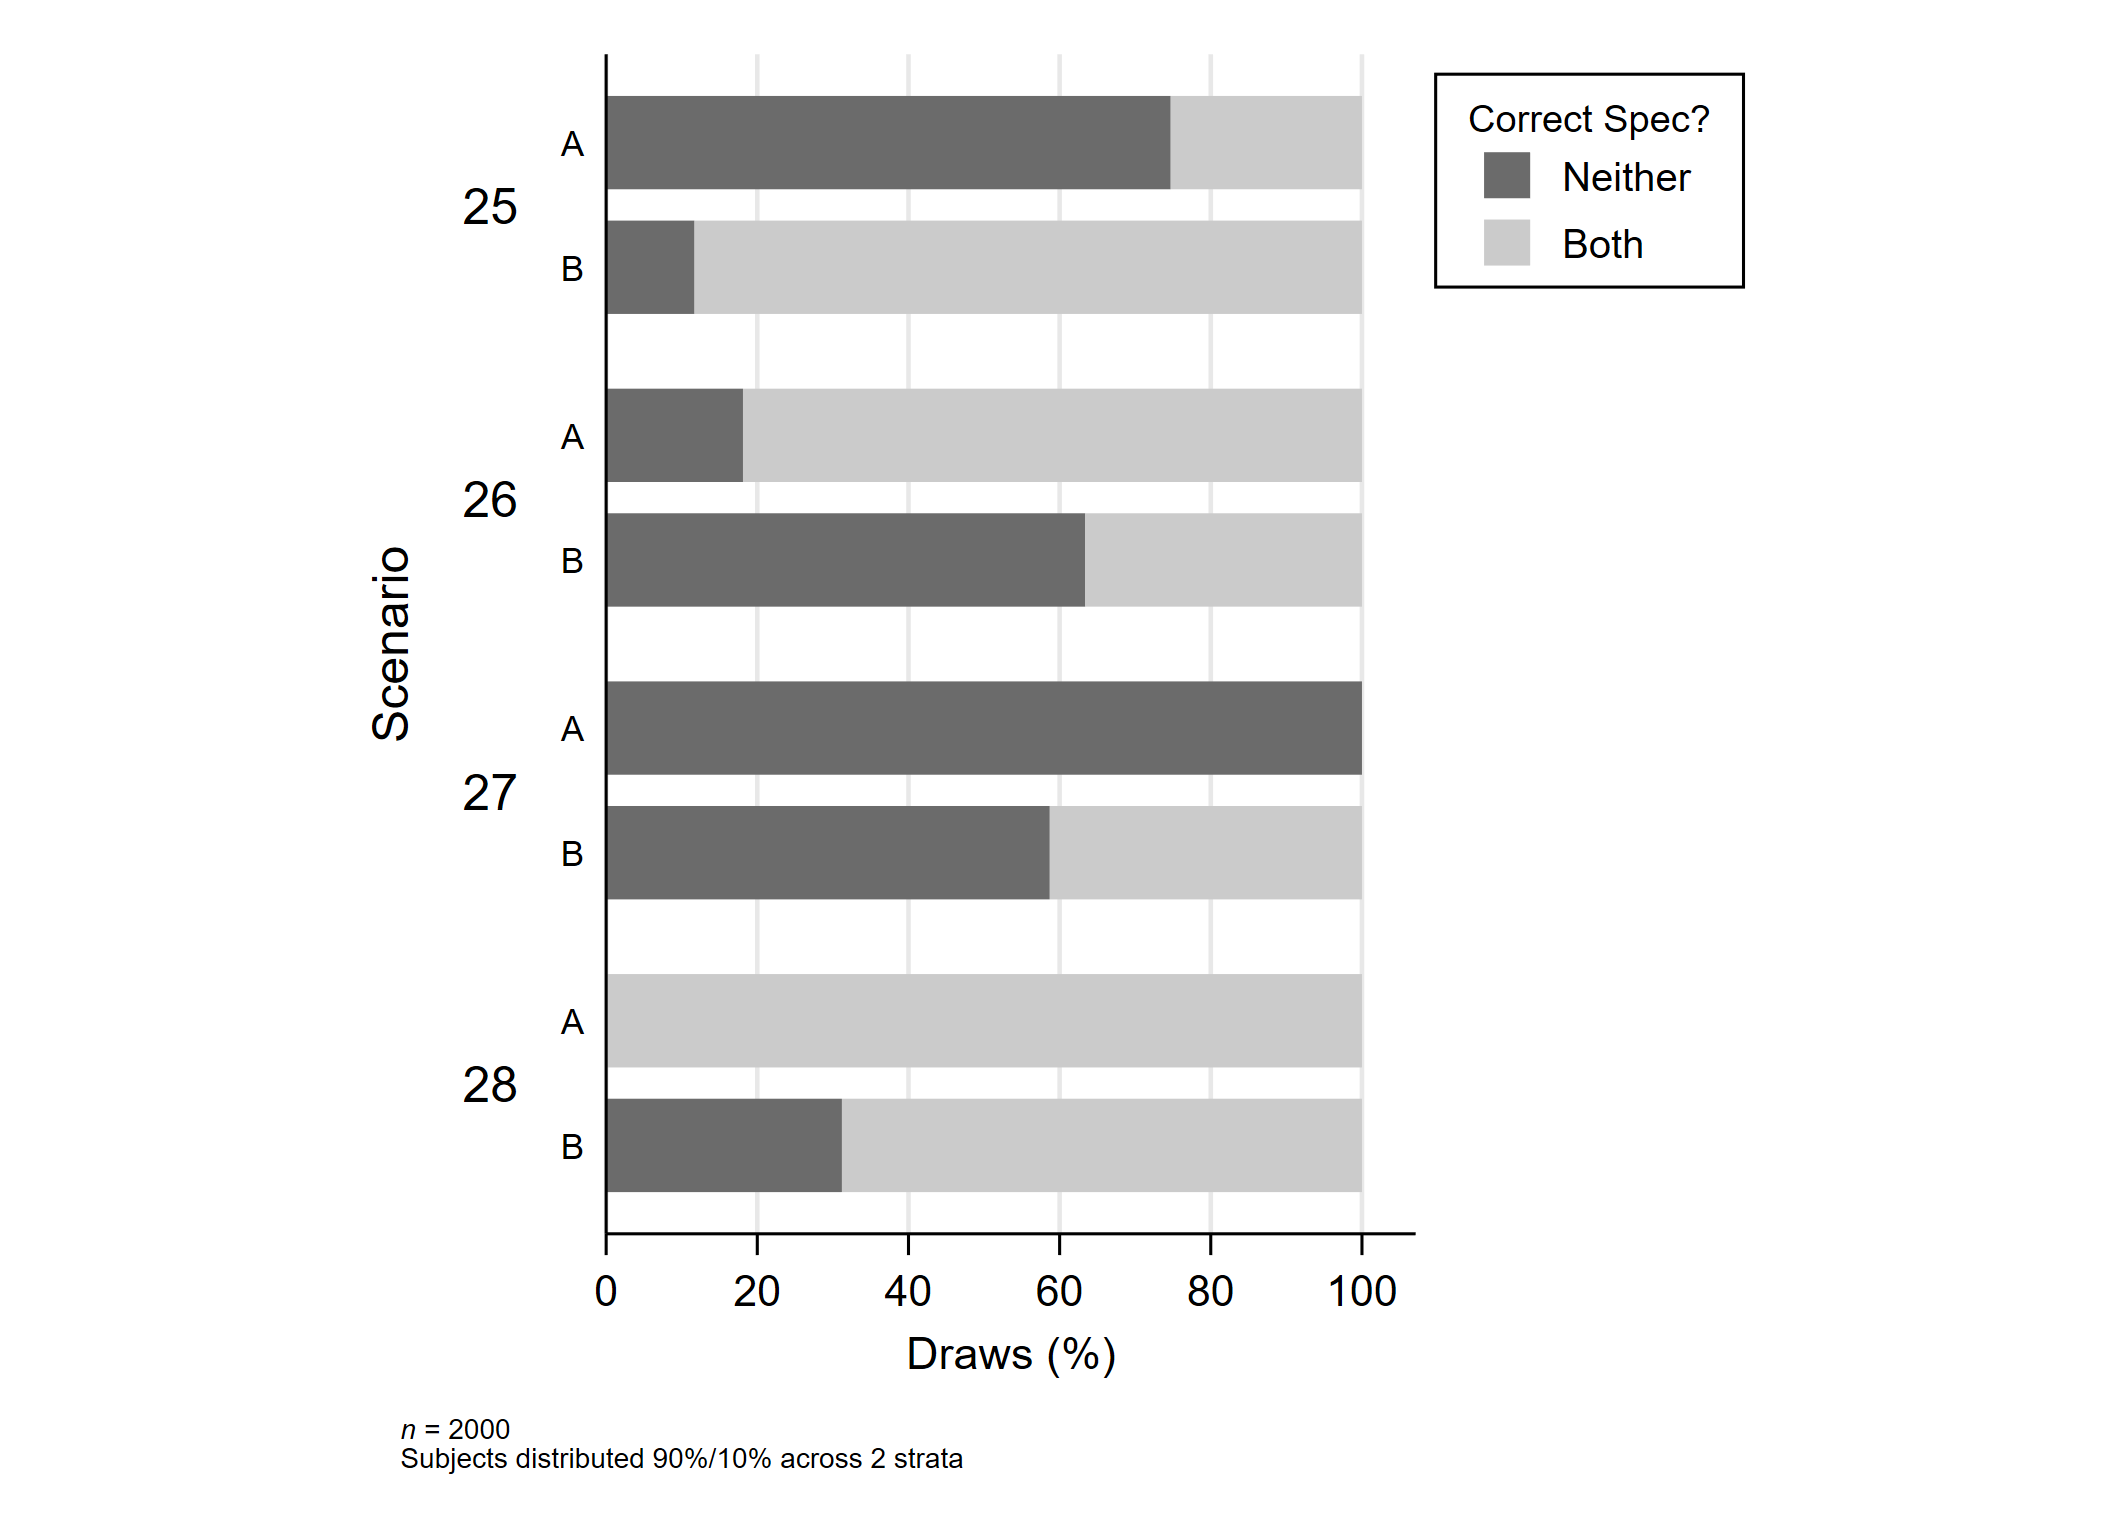 Correct Spec?
Neither
Both
Scenario
25
A
B
26
A
B
27
A
B
28
A
B
0 20 40 60 80 100
Draws (%)
n = 2000
Subjects distributed 90%/10% across 2 strata